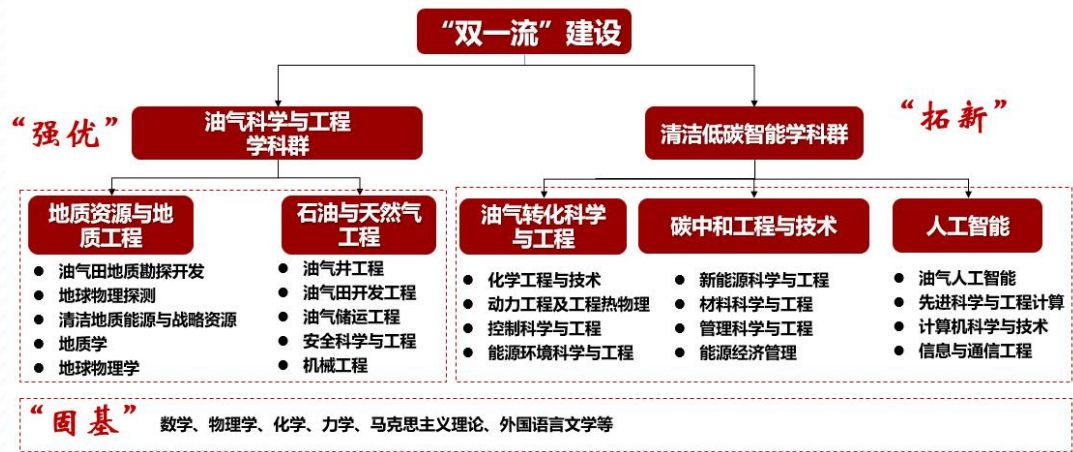 “双一流”建设
“强优”
油气科学与工程
学科群
清洁低碳智能学科群
“拓新”
地质资源与地
质工程
石油与天然气
工程
油气转化科学
与工程
碳中和工程与技术
人工智能
● 油气田地质勘探开发
● 地球物理探测
● 清洁地质能源与战略资源
● 地质学
● 地球物理学
● 油气井工程
● 油气田开发工程
● 油气储运工程
● 安全科学与工程
● 机械工程
● 化学工程与技术
● 动力工程及工程热物理
● 控制科学与工程
● 能源环境科学与工程
● 新能源科学与工程
● 材料科学与工程
● 管理科学与工程
● 能源经济管理
● 油气人工智能
● 先进科学与工程计算
● 计算机科学与技术
● 信息与通信工程
“固基” 数学、物理学、化学、力学、马克思主义理论、外国语言文学等